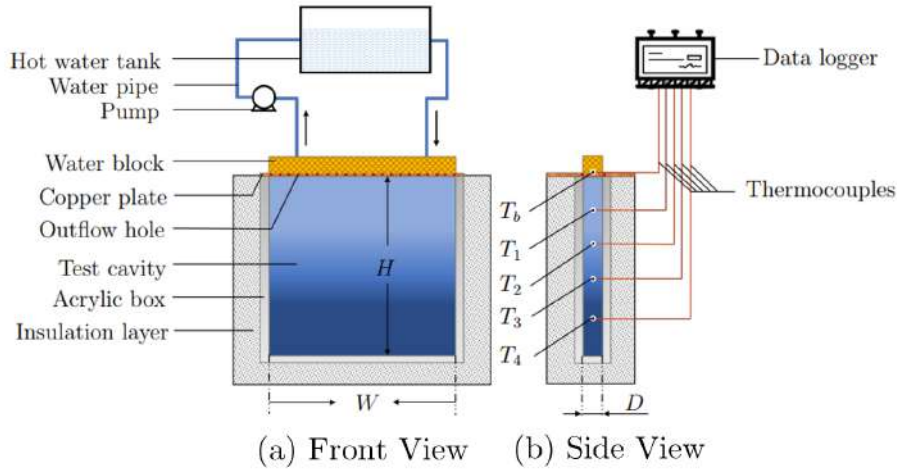 Hot water tank
Water pipe
Pump
Water block
Copper plate
Outflow hole
Test cavity
Acrylic box
Insulation layer
H
W
(a) Front View
Data logger
Thermocouples
T_b
T_1
T_2
T_3
T_4
D
(b) Side View